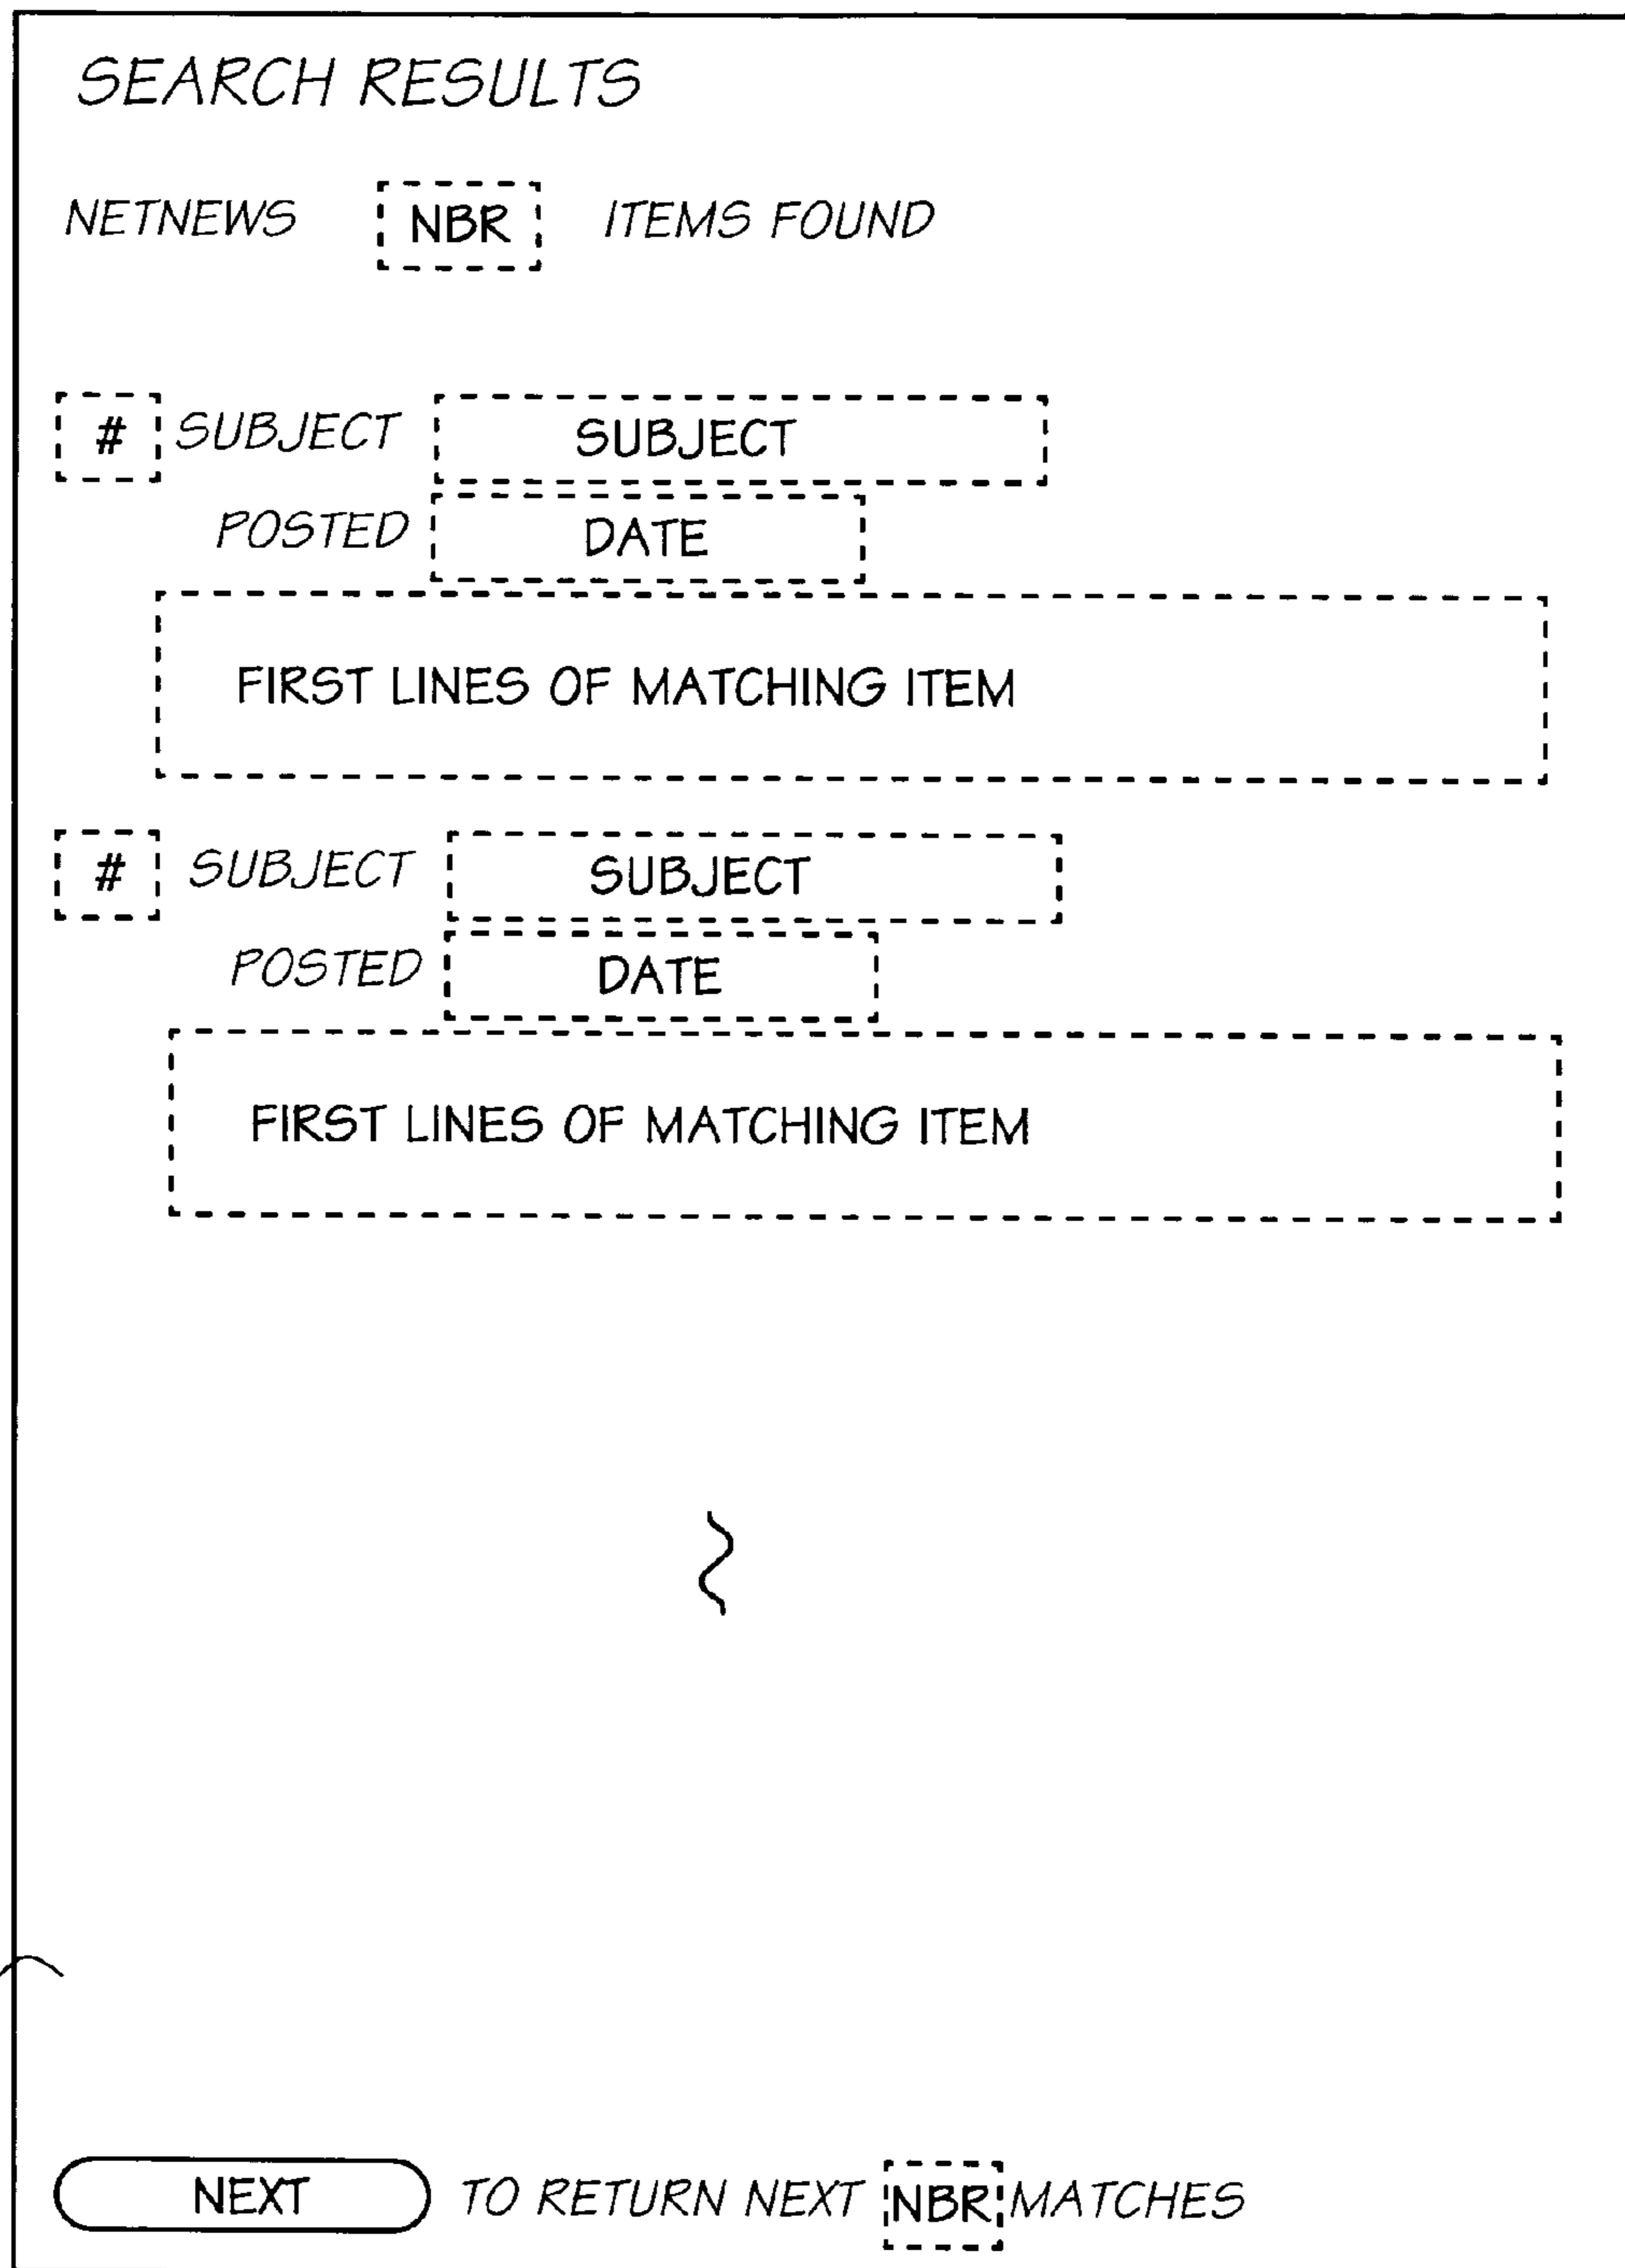 SEARCH RESULTS
NETNEWS NBR ITEMS FOUND
# SUBJECT SUBJECT
POSTED DATE
FIRST LINES OF MATCHING ITEM
# SUBJECT SUBJECT
POSTED DATE
FIRST LINES OF MATCHING ITEM
NEXT TO RETURN NEXT NBR MATCHES